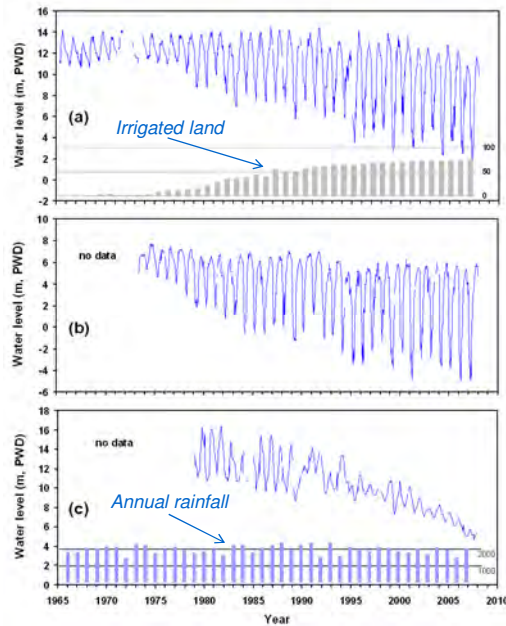 16
14
12
10
8
6
4
2
0
-2
Water level (m, PWD)
(a)
Irrigated land
100
50
0
10
8
6
4
2
0
-2
-4
-6
Water level (m, PWD)
no data
(b)
18
16
14
12
10
8
6
4
2
0
Water level (m, PWD)
no data
(c)
Annual rainfall
2000
1000
1965 1970 1975 1980 1985 1990 1995 2000 2005 2010
Year